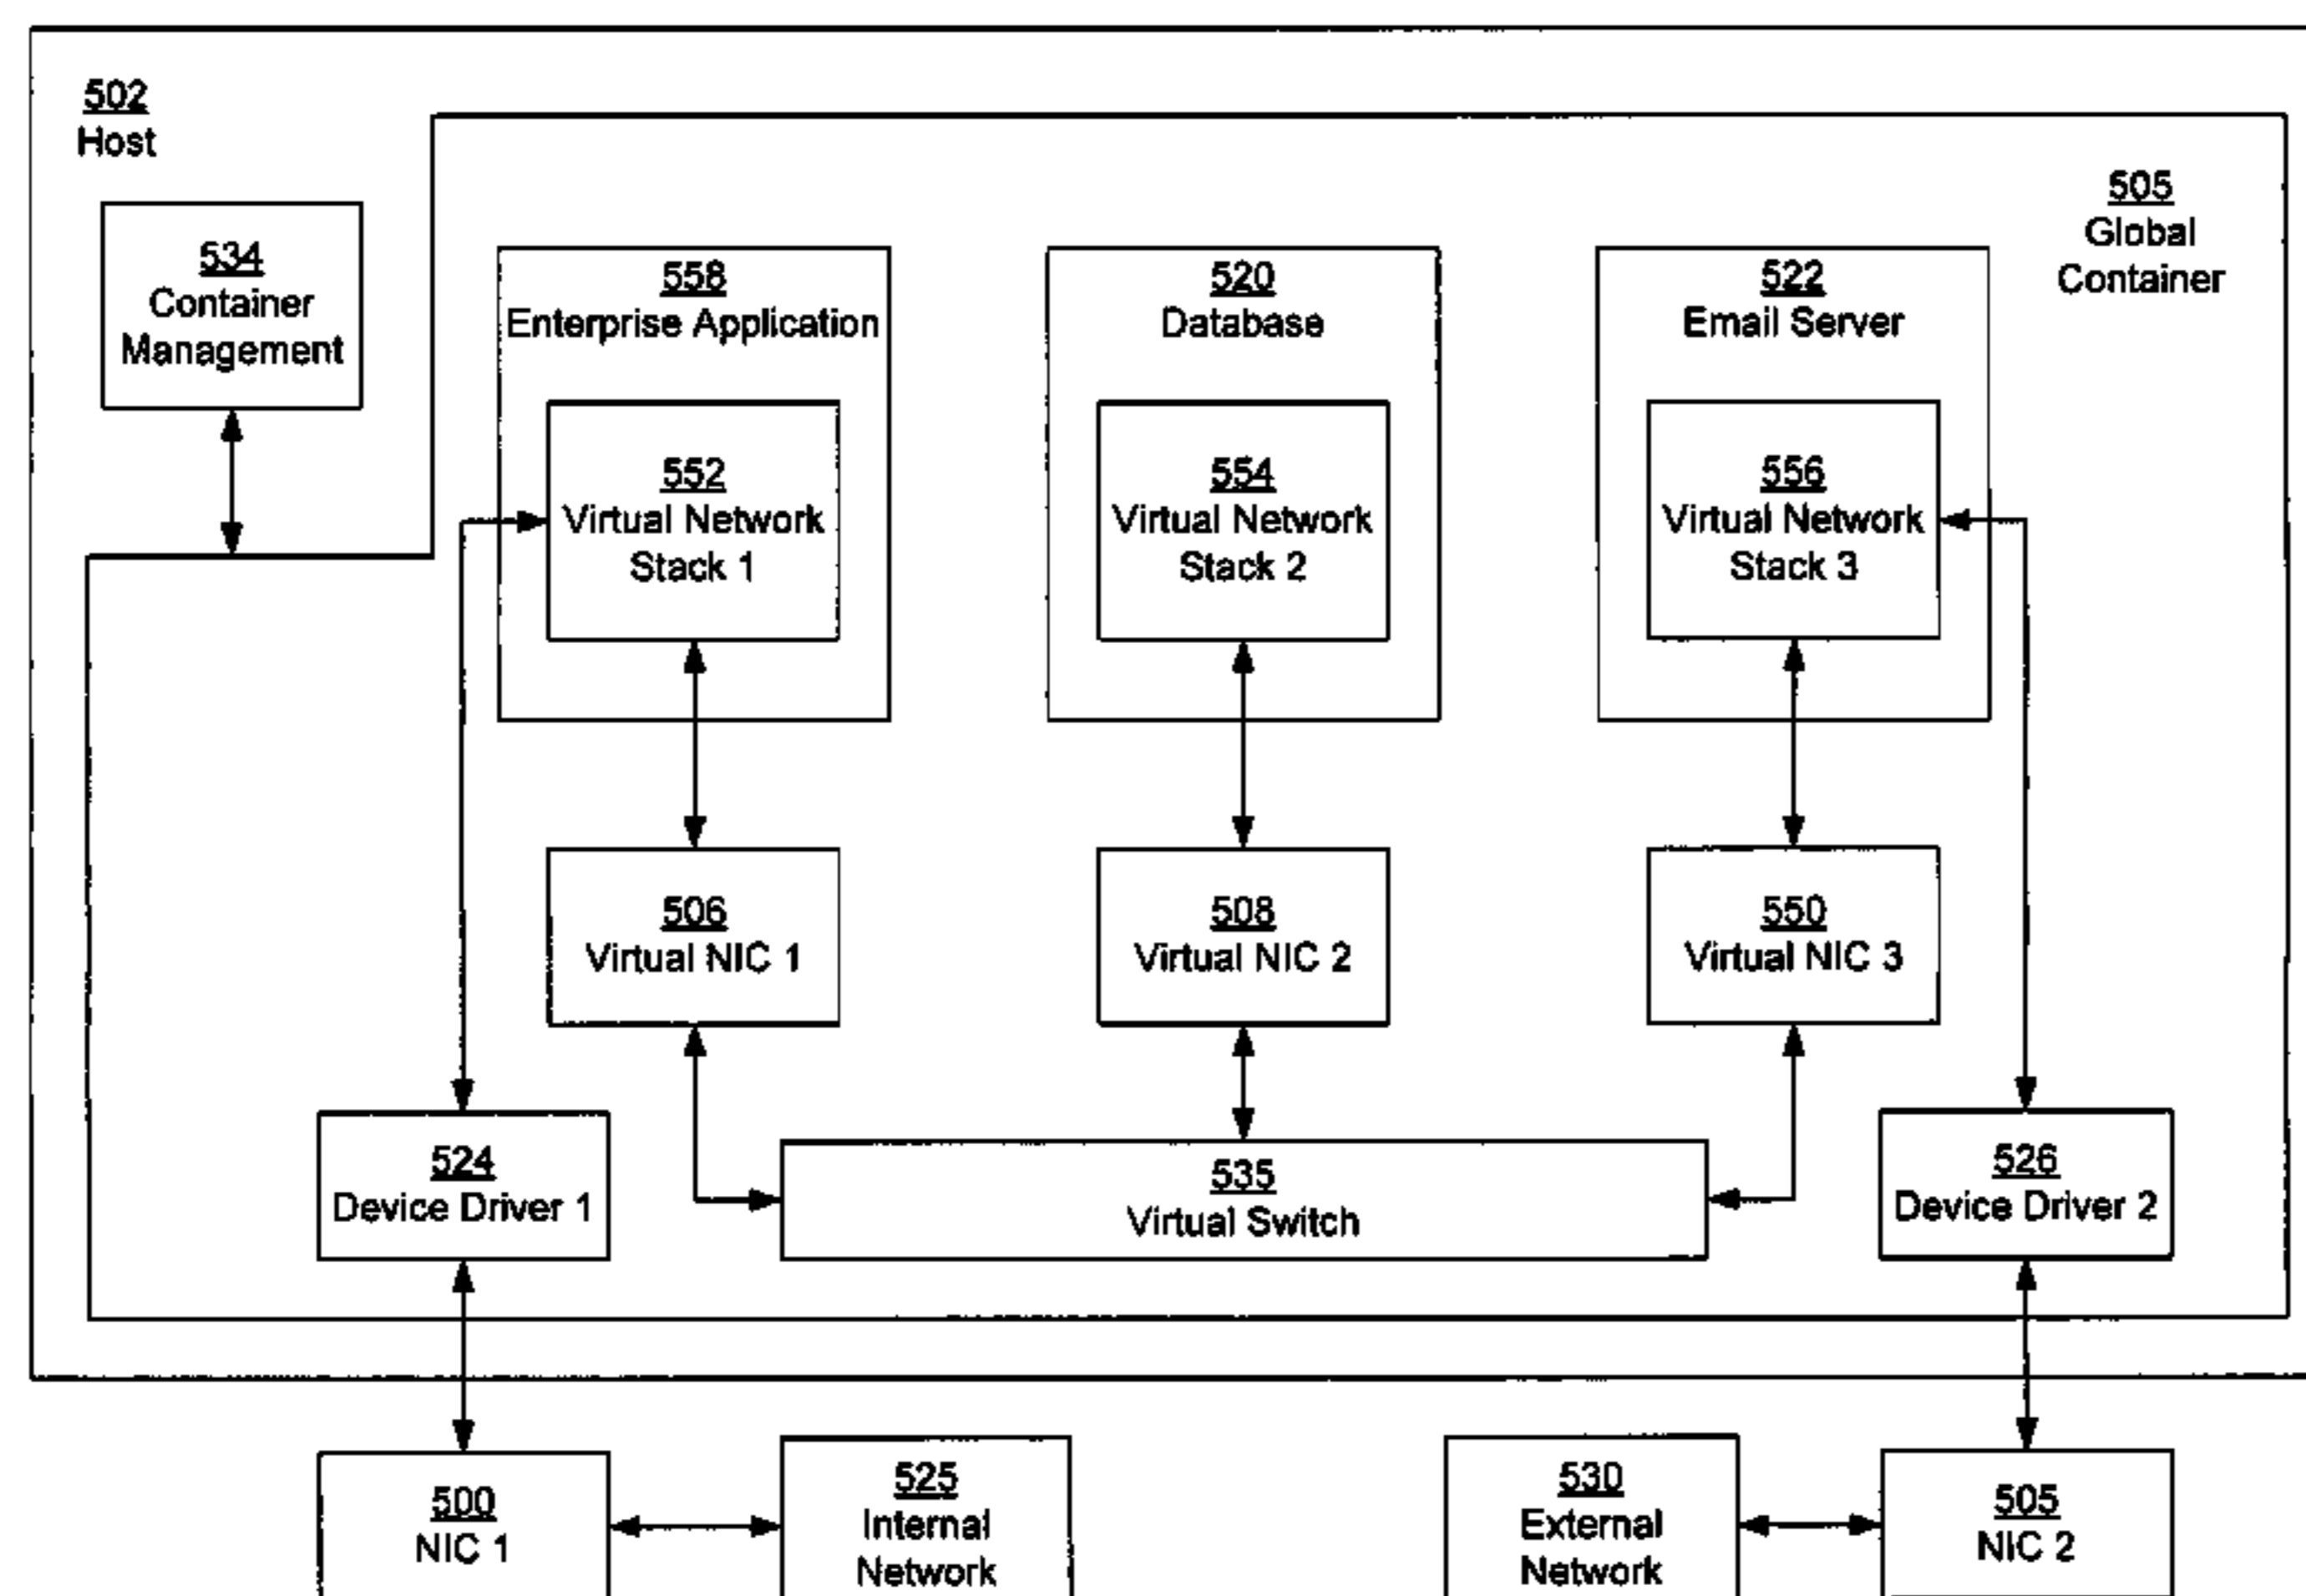 502
Host
505
Global
Container
534
Container
Management
558
Enterprise Application
520
Database
522
Email Server
552
Virtual Network
Stack 1
554
Virtual Network
Stack 2
556
Virtual Network
Stack 3
506
Virtual NIC 1
508
Virtual NIC 2
550
Virtual NIC 3
524
Device Driver 1
535
Virtual Switch
526
Device Driver 2
500
NIC 1
525
Internal
Network
530
External
Network
505
NIC 2